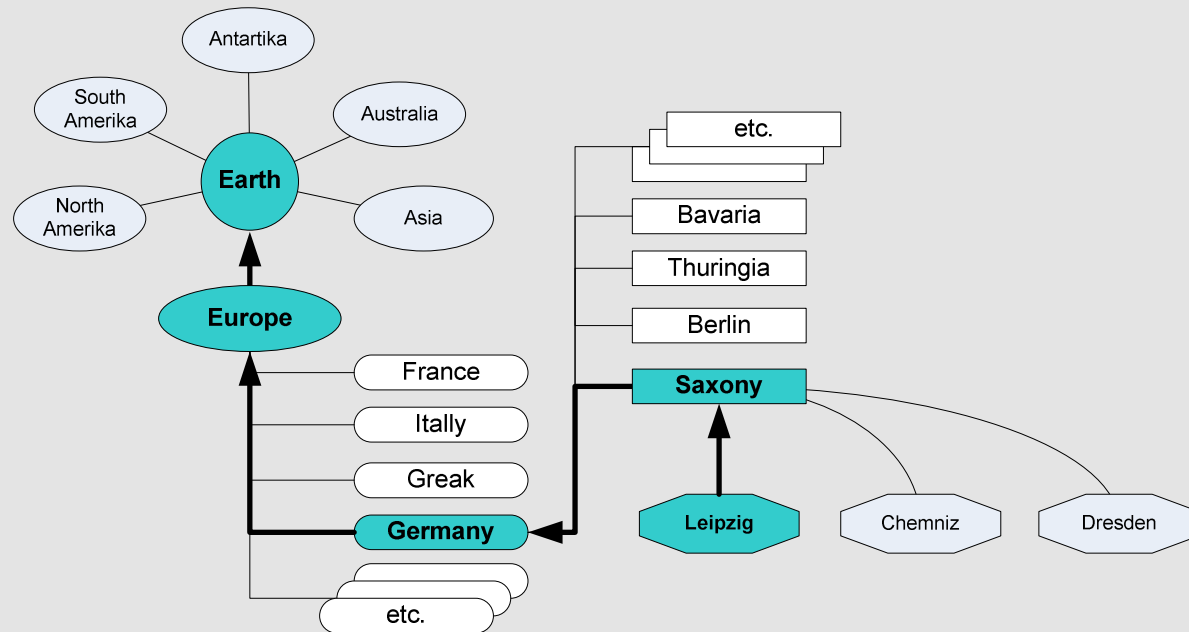 Antartika
South
Amerika
Australia
Earth
North
Amerika
Asia
Europe
France
Itally
Greak
Germany
etc.
etc.
Bavaria
Thuringia
Berlin
Saxony
Leipzig
Chemniz
Dresden